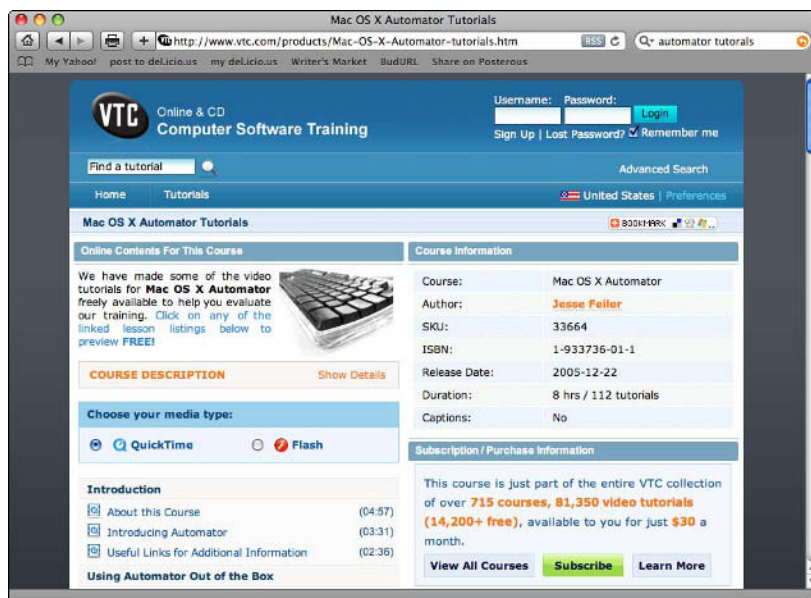 Mac OS X Automator Tutorials
http://www.vtc.com/products/Mac-OS-X-Automator-tutorials.htm
RSS
automator tutorals
My Yahoo!
post to del.icio.us
my del.icio.us
Writer's Market
BudURL
Share on Posterous
VTC
Online & CD
Computer Software Training
Username:
Password:
Login
Sign Up | Lost Password?
Remember me
Find a tutorial
Advanced Search
Home
Tutorials
United States | Preferences
Mac OS X Automator Tutorials
BOOKMARK
Online Contents For This Course
We have made some of the video
tutorials for Mac OS X Automator
freely available to help you evaluate
our training. Click on any of the
linked lesson listings below to
preview FREE!
COURSE DESCRIPTION
Show Details
Choose your media type:
QuickTime
Flash
Introduction
About this Course (04:57)
Introducing Automator (03:31)
Useful Links for Additional Information (02:36)
Using Automator Out of the Box
Course Information
Course: Mac OS X Automator
Author: Jesse Feiler
SKU: 33664
ISBN: 1-933736-01-1
Release Date: 2005-12-22
Duration: 8 hrs / 112 tutorials
Captions: No
Subscription / Purchase Information
This course is just part of the entire VTC collection
of over 715 courses, 81,350 video tutorials
(14,200+ free), available to you for just $30 a
month.
View All Courses
Subscribe
Learn More